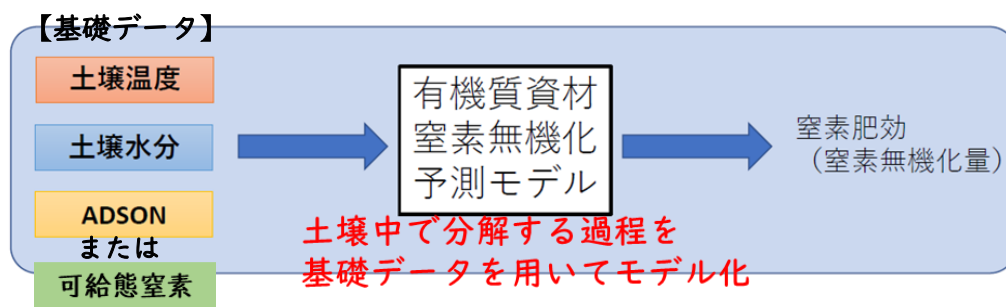 【基礎データ】
土壌温度
土壌水分
ADSON
または
可給態窒素
有機質資材
窒素無機化
予測モデル
窒素肥効
（窒素無機化量）
土壌中で分解する過程を
基礎データを用いてモデル化